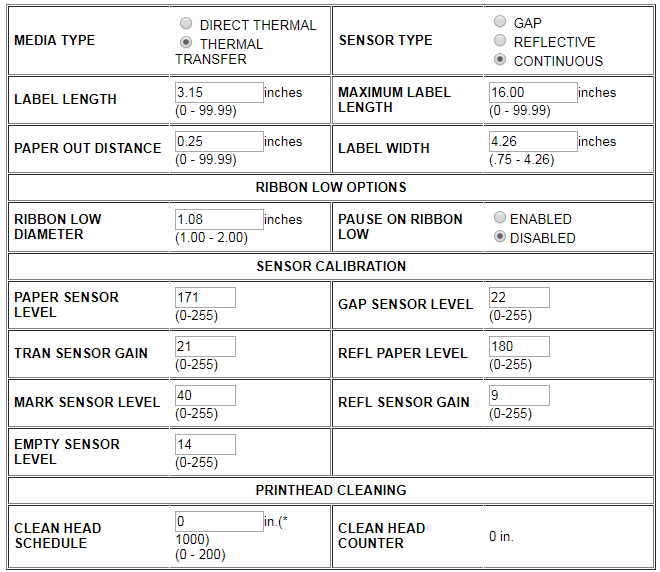 MEDIA TYPE
DIRECT THERMAL
THERMAL
TRANSFER
SENSOR TYPE
GAP
REFLECTIVE
CONTINUOUS
LABEL LENGTH
3.15 inches
(0 - 99.99)
MAXIMUM LABEL
LENGTH
16.00 inches
(0 - 99.99)
PAPER OUT DISTANCE
0.25 inches
(0 - 99.99)
LABEL WIDTH
4.26 inches
(.75 - 4.26)
RIBBON LOW OPTIONS
RIBBON LOW
DIAMETER
1.08 inches
(1.00 - 2.00)
PAUSE ON RIBBON
LOW
ENABLED
DISABLED
SENSOR CALIBRATION
PAPER SENSOR
LEVEL
171
(0-255)
GAP SENSOR LEVEL
22
(0-255)
TRAN SENSOR GAIN
21
(0-255)
REFL PAPER LEVEL
180
(0-255)
MARK SENSOR LEVEL
40
(0-255)
REFL SENSOR GAIN
9
(0-255)
EMPTY SENSOR
LEVEL
14
(0-255)
PRINTHEAD CLEANING
CLEAN HEAD
SCHEDULE
0 in.(*
1000)
(0 - 200)
CLEAN HEAD
COUNTER
0 in.